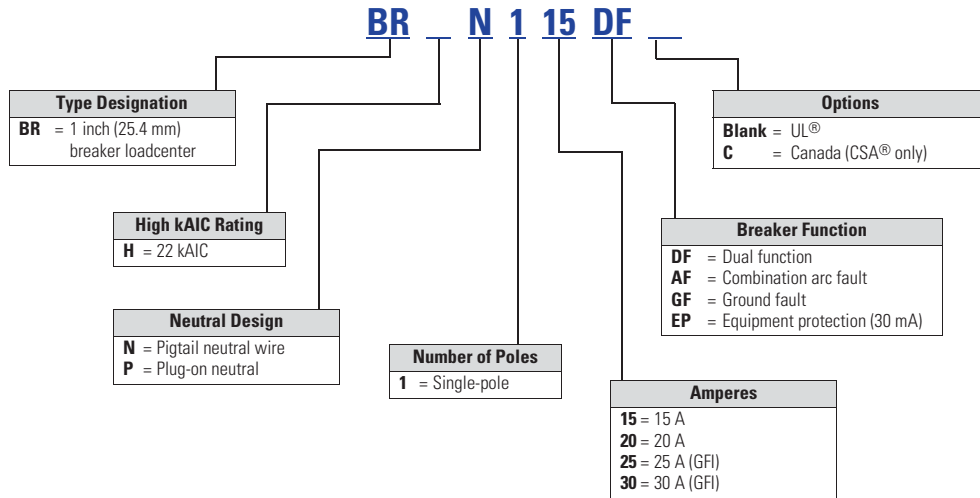 BR _ N 1 15 DF _
Type Designation
BR = 1 inch (25.4 mm)
breaker loadcenter
Options
Blank = UL®
C = Canada (CSA® only)
High kAIC Rating
H = 22 kAIC
Breaker Function
DF = Dual function
AF = Combination arc fault
GF = Ground fault
EP = Equipment protection (30 mA)
Neutral Design
N = Pigtail neutral wire
P = Plug-on neutral
Number of Poles
1 = Single-pole
Amperes
15 = 15 A
20 = 20 A
25 = 25 A (GFI)
30 = 30 A (GFI)